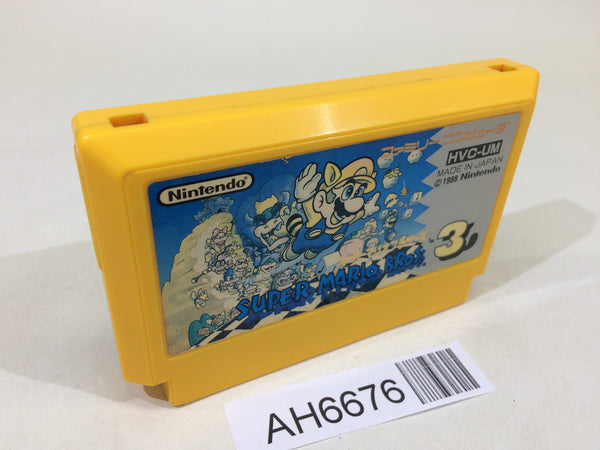 Nintendo
ファミリーコンピュータ
HVC-UM
MADE IN JAPAN
©1988 Nintendo
3
SUPER MARIO BROS.
AH6676